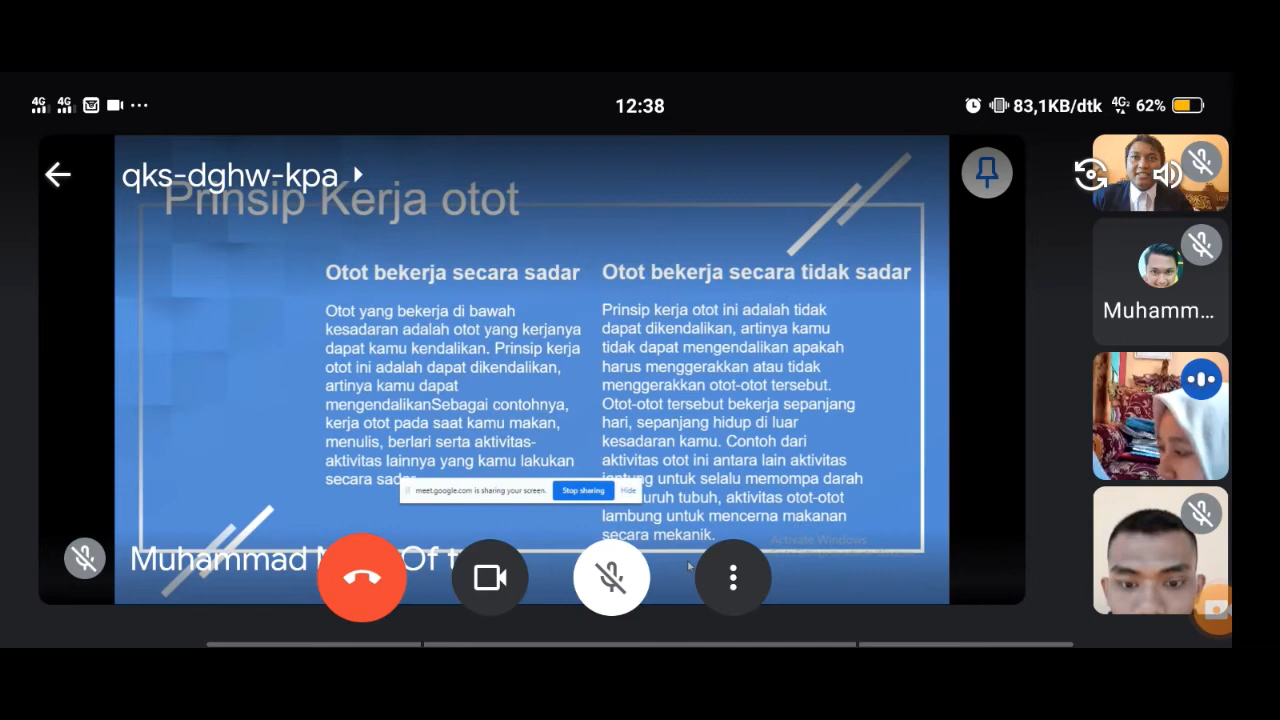 4G 4G 12:38 83,1KB/dtk 4G2 62%
qks-dghw-kpa
Prinsip Kerja otot
Otot bekerja secara sadar
Otot yang bekerja di bawah
kesadaran adalah otot yang kerjanya
dapat kamu kendalikan. Prinsip kerja
otot ini adalah dapat dikendalikan,
artinya kamu dapat
mengendalikanSebagai contohnya,
kerja otot pada saat kamu makan,
menulis, berlari serta aktivitas-
aktivitas lainnya yang kamu lakukan
secara
Otot bekerja secara tidak sadar
Prinsip kerja otot ini adalah tidak
dapat dikendalikan, artinya kamu
tidak dapat mengendalikan apakah
harus menggerakkan atau tidak
menggerakkan otot-otot tersebut.
Otot-otot tersebut bekerja sepanjang
hari, sepanjang hidup di luar
kesadaran kamu. Contoh dari
aktivitas otot ini antara lain aktivitas
jantung untuk selalu memompa darah
uruh tubuh, aktivitas otot-otot
lambung untuk mencerna makanan
secara mekanik.
meet.google.com is sharing your screen. Stop sharing Hide
Activate Windows
Muhammad Of
Muhamm...